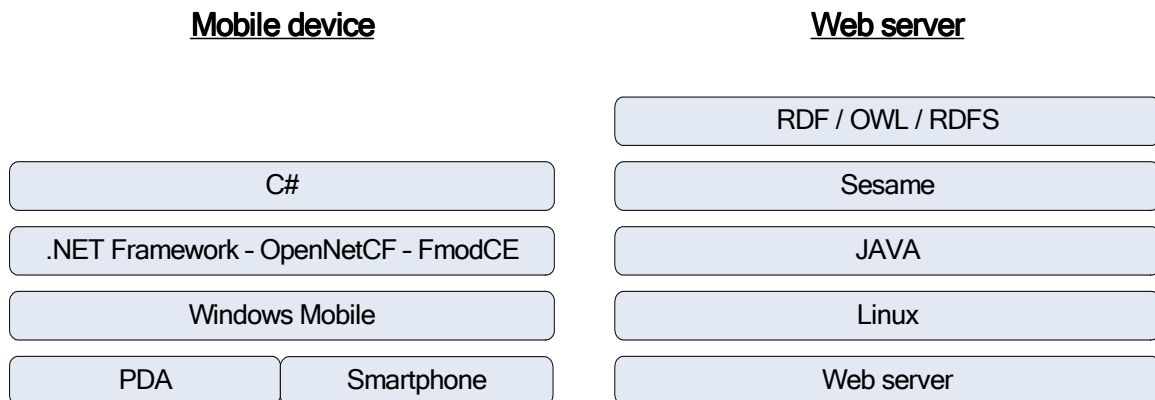 Mobile device
Web server
RDF / OWL / RDFS
C#
Sesame
.NET Framework - OpenNetCF - FmodCE
JAVA
Windows Mobile
Linux
PDA
Smartphone
Web server